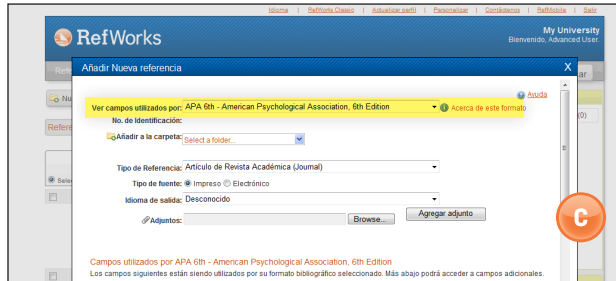 Idioma | RefWorks Classic | Actualizar perfil | Personalizar | Contáctenos | RefMobile | Salir
RefWorks
My University
Bienvenido, Advanced User.
Añadir Nueva referencia X
Ayuda
Ver campos utilizados por: APA 6th - American Psychological Association, 6th Edition Acerca de este formato
No. de Identificación:
Añadir a la carpeta: Select a folder...
Tipo de Referencia: Artículo de Revista Académica (Journal)
Tipo de fuente: Impreso Electrónico
Idioma de salida: Desconocido
Adjuntos: Browse... Agregar adjunto
C
Campos utilizados por APA 6th - American Psychological Association, 6th Edition
Los campos siguientes están siendo utilizados por su formato bibliográfico seleccionado. Más abajo podrá acceder a campos adicionales.